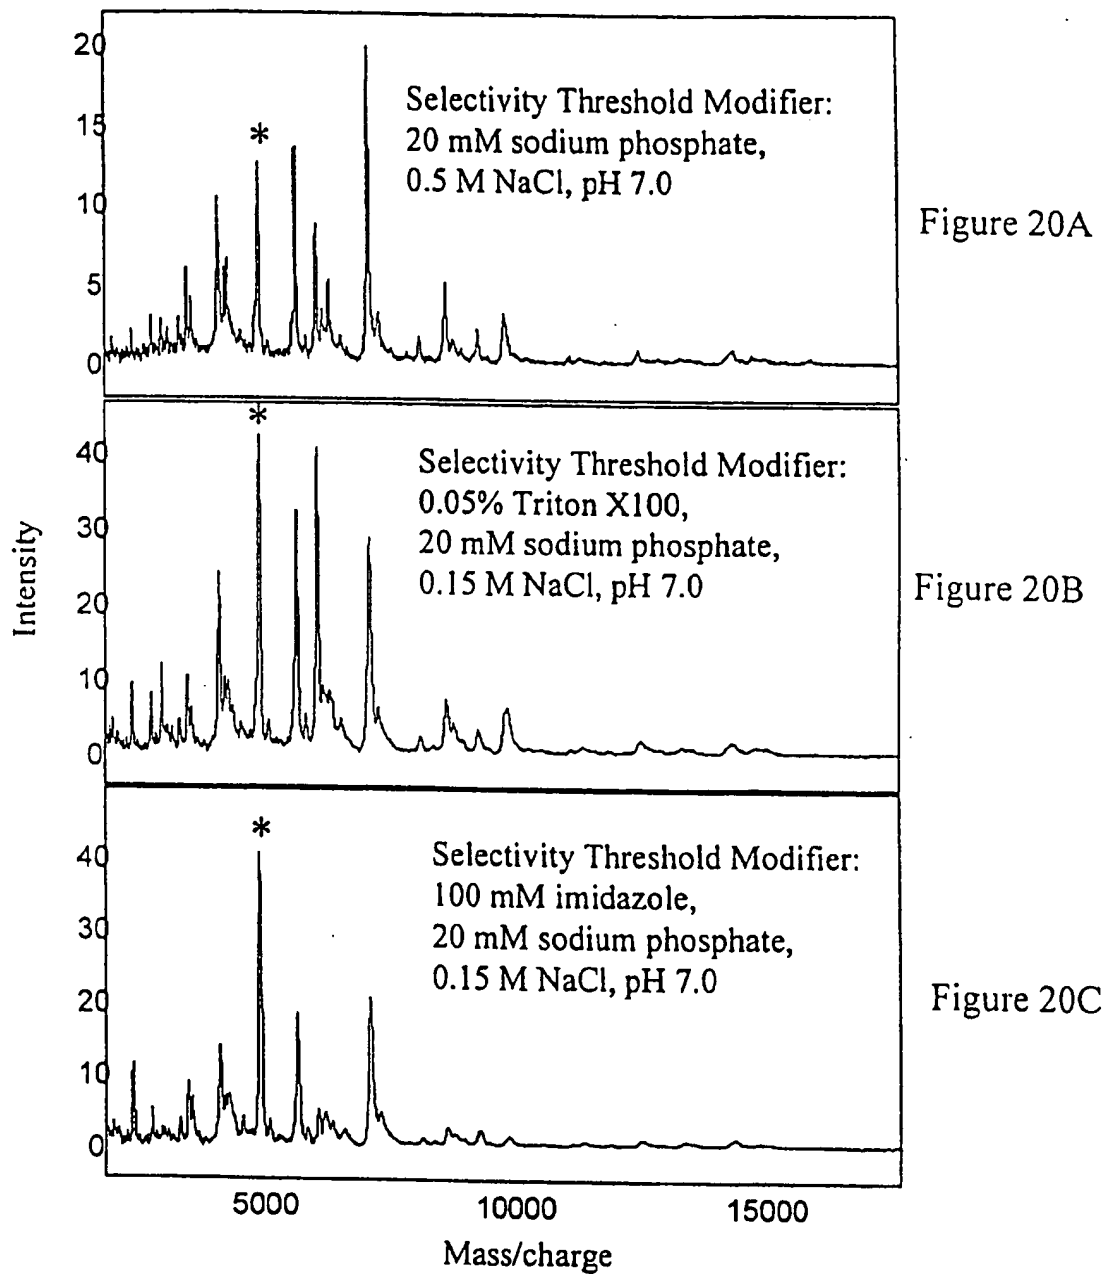 20
15
10
5
0
*
Selectivity Threshold Modifier:
20 mM sodium phosphate,
0.5 M NaCl, pH 7.0
Figure 20A
40
30
20
10
0
*
Selectivity Threshold Modifier:
0.05% Triton X100,
20 mM sodium phosphate,
0.15 M NaCl, pH 7.0
Figure 20B
Intensity
40
30
20
10
0
*
Selectivity Threshold Modifier:
100 mM imidazole,
20 mM sodium phosphate,
0.15 M NaCl, pH 7.0
Figure 20C
5000 10000 15000
Mass/charge